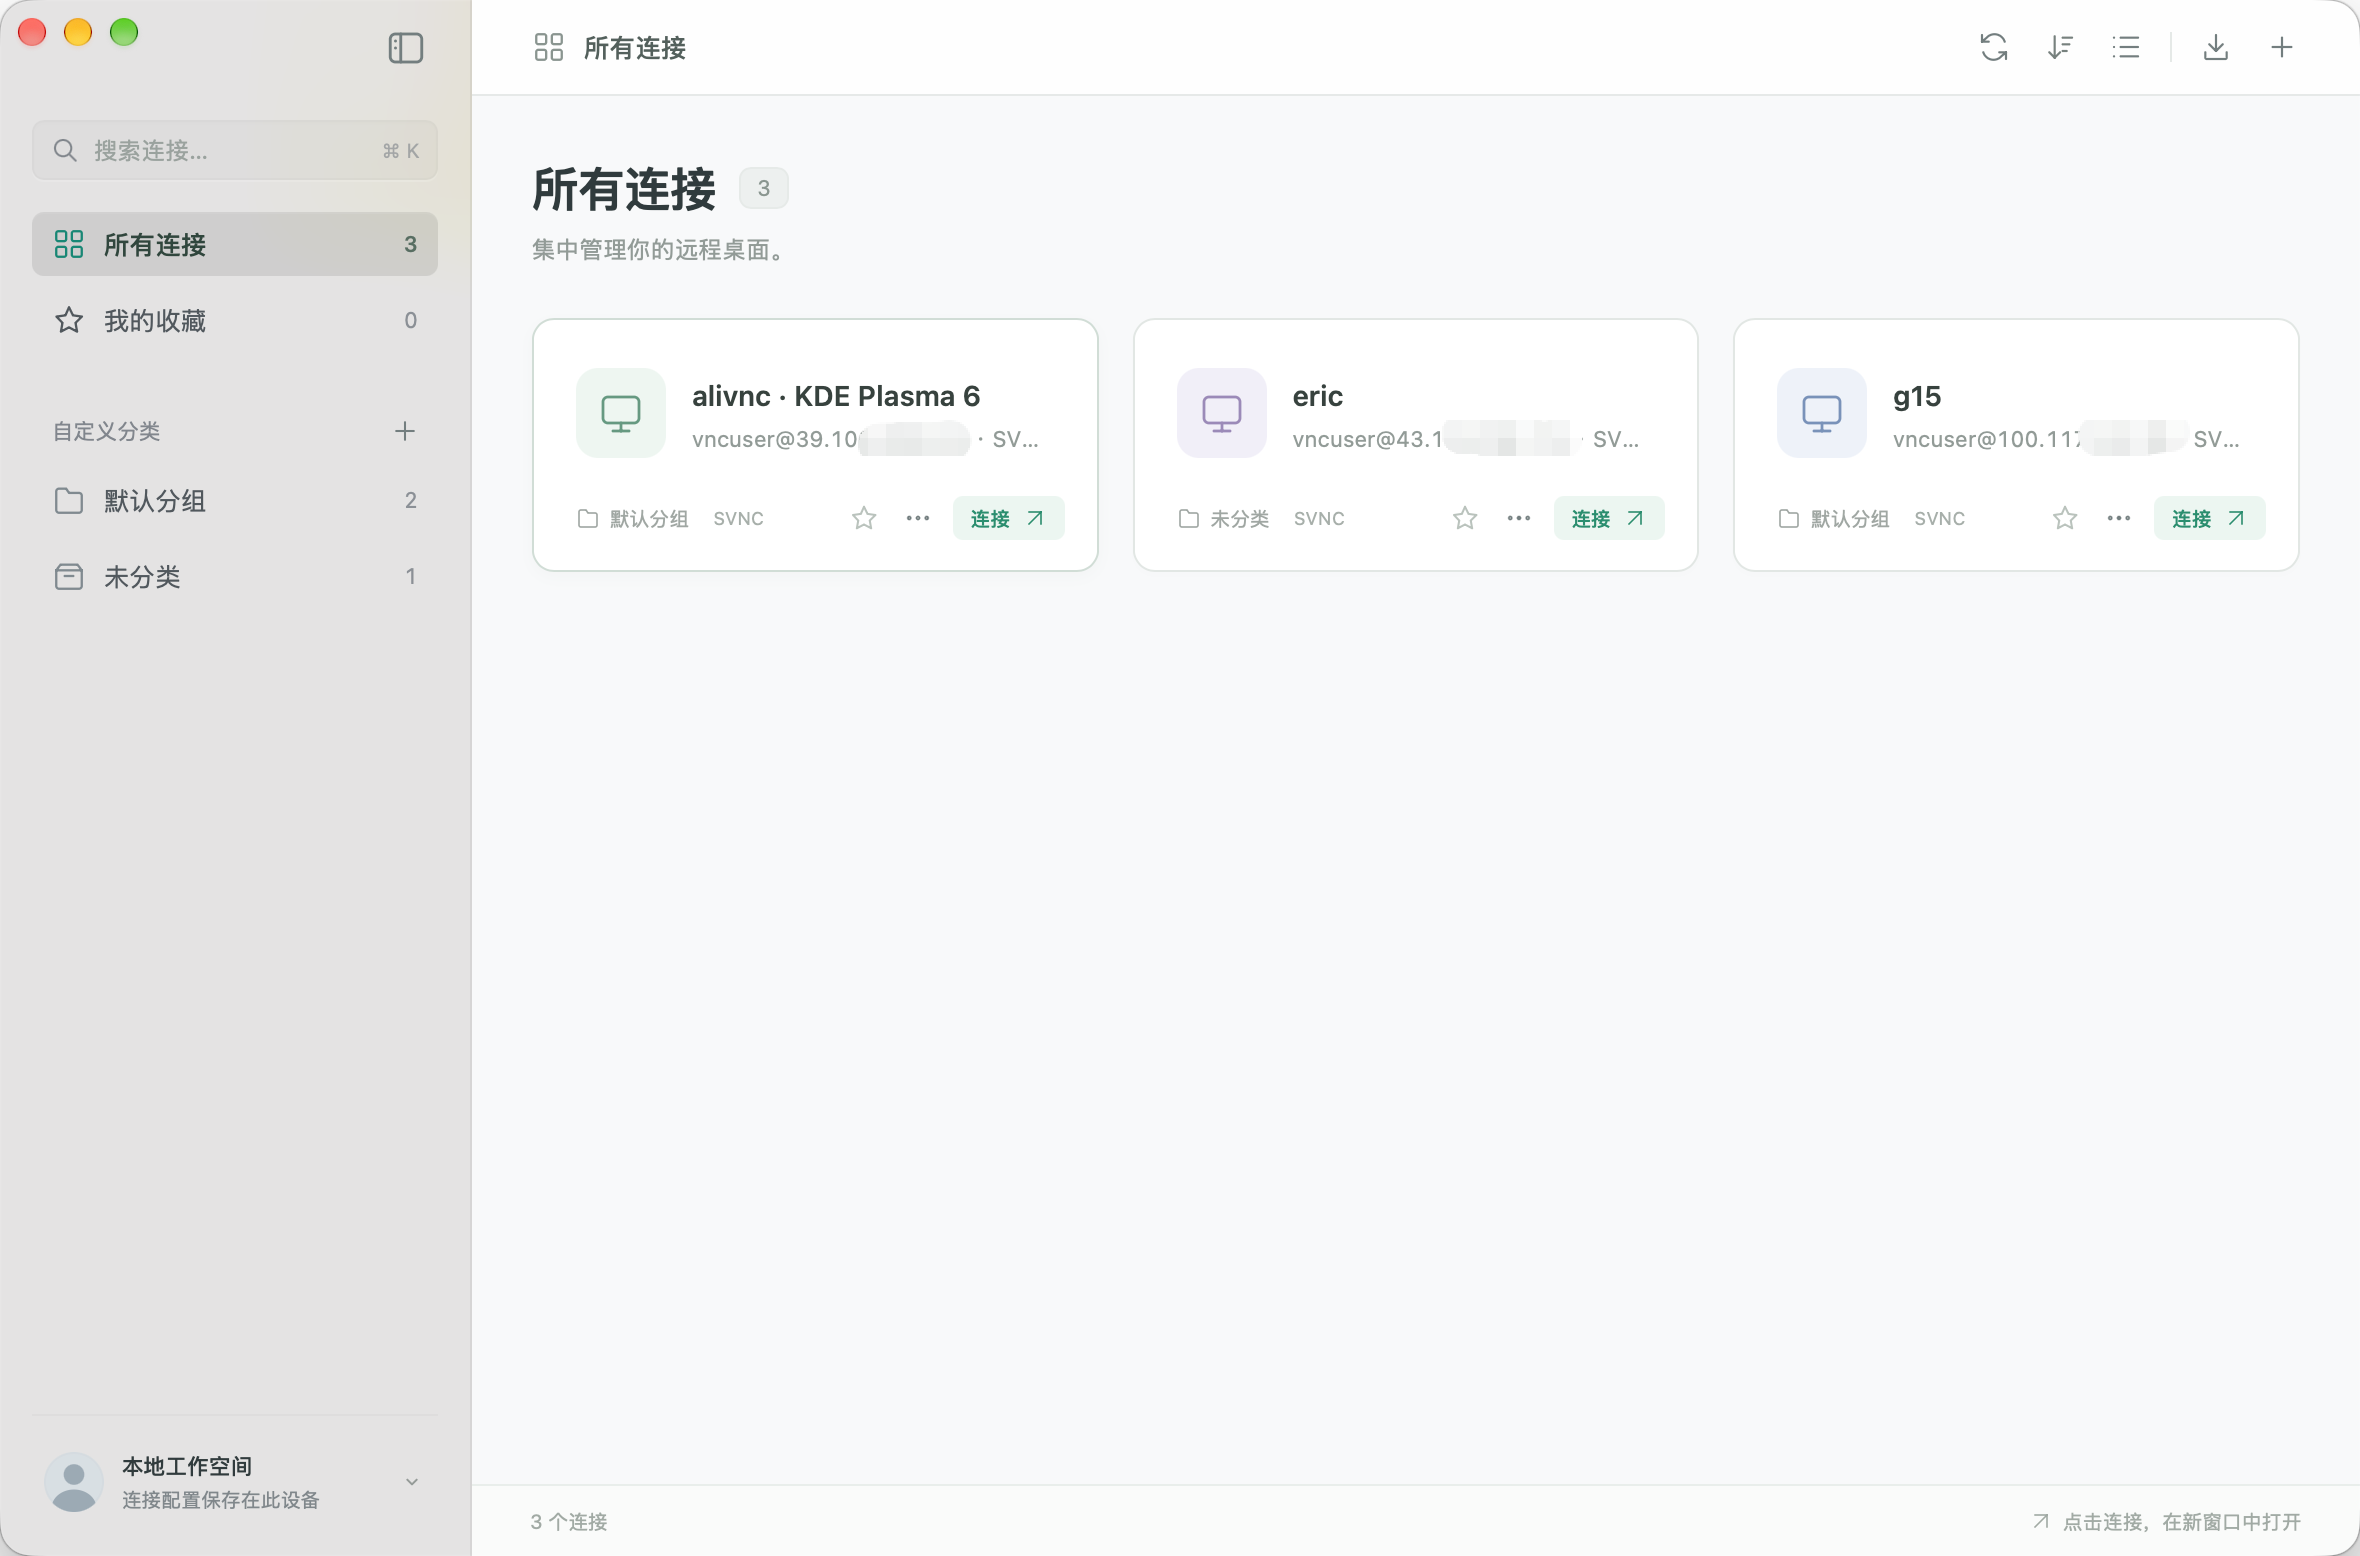 搜索连接... ⌘ K
所有连接 3
我的收藏 0
自定义分类
默认分组 2
未分类 1
本地工作空间
连接配置保存在此设备
所有连接
所有连接 3
集中管理你的远程桌面。
alivnc · KDE Plasma 6
vncuser@39.10 · SV...
默认分组 SVNC 连接
eric
vncuser@43.1 · SV...
未分类 SVNC 连接
g15
vncuser@100.117 SV...
默认分组 SVNC 连接
3 个连接
点击连接，在新窗口中打开